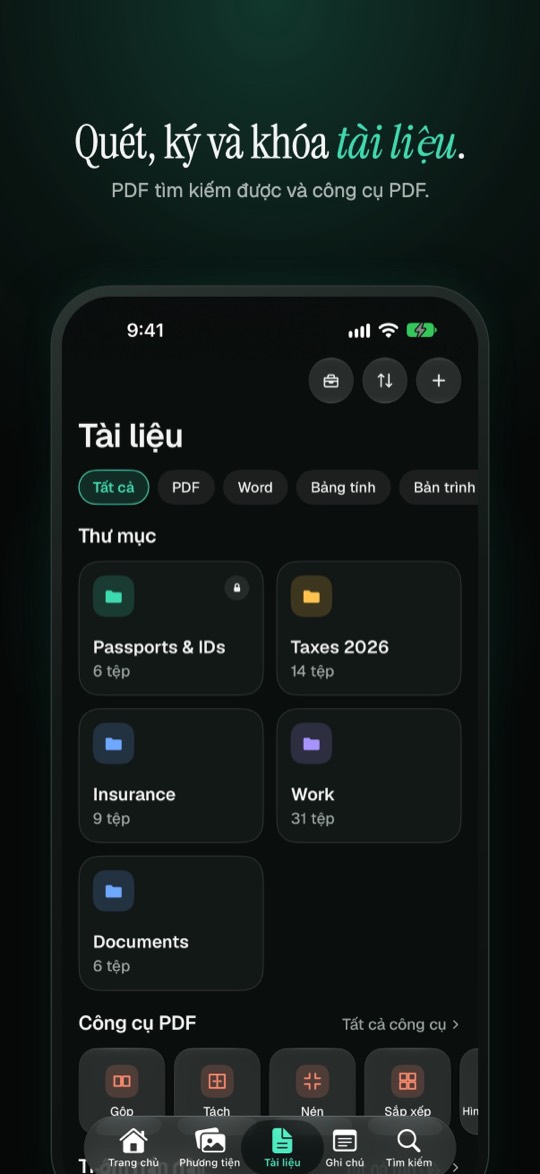 Quét, ký và khóa tài liệu.
PDF tìm kiếm được và công cụ PDF.
9:41
Tài liệu
Tất cả PDF Word Bảng tính Bản trình
Thư mục
Passports & IDs Taxes 2026
6 tệp 14 tệp
Insurance Work
9 tệp 31 tệp
Documents
6 tệp
Công cụ PDF Tất cả công cụ >
Gộp Tách Nén Sắp xếp
Trang chủ Phương tiện Tài liệu Ghi chú Tìm kiếm